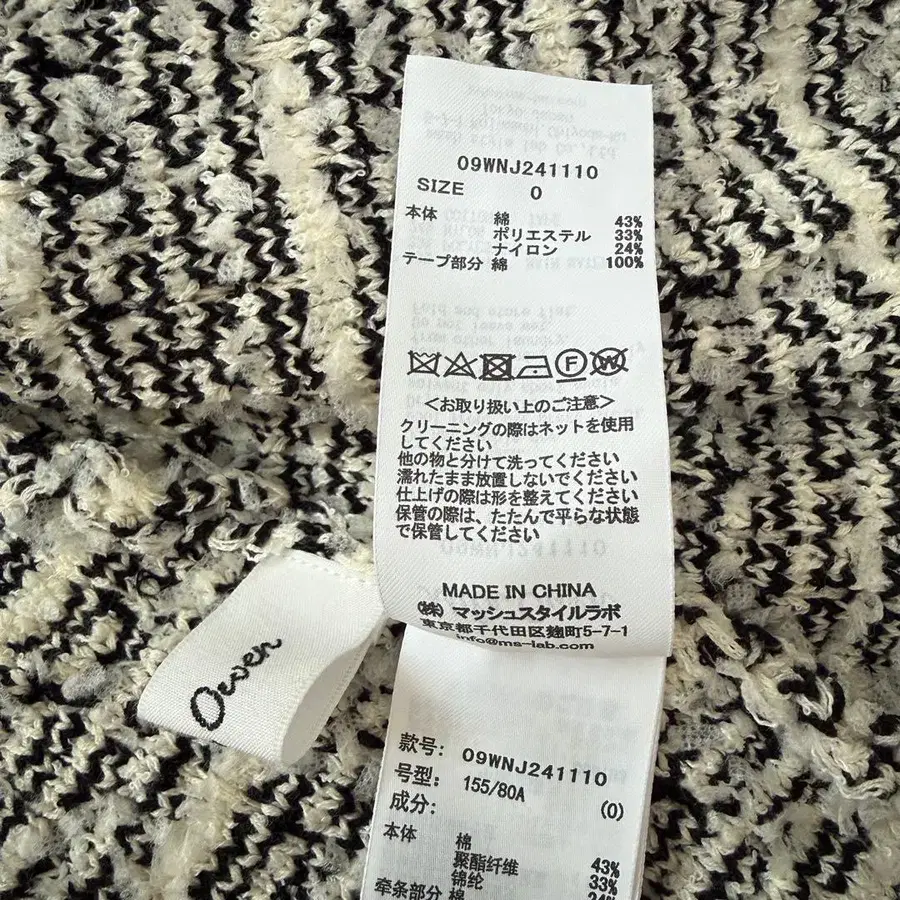 09WNJ241110
SIZE 0
本体 綿 43%
ポリエステル 33%
ナイロン 24%
テープ部分 綿 100%
F W
<お取り扱い上のご注意>
クリーニングの際はネットを使用
してください
他の物と分けて洗ってください
濡れたまま放置しないでください
仕上げの際は形を整えてください
保管の際は、たたんで平らな状態
で保管してください
MADE IN CHINA
㈱ マッシュスタイルラボ
東京都千代田区麹町5-7-1
info@ms-lab.com
Owen
款号: 09WNJ241110
号型: 155/80A (0)
成分:
本体 棉 43%
聚酯纤维 33%
锦纶 24%
牵条部分 棉